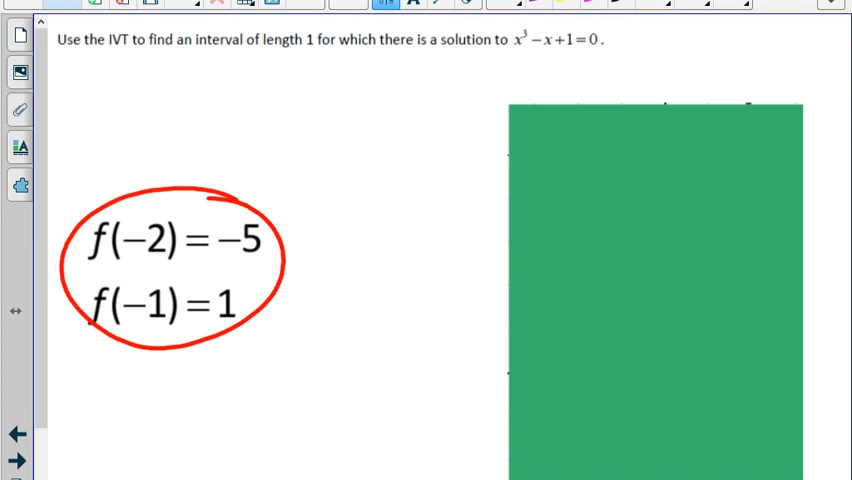 Use the IVT to find an interval of length 1 for which there is a solution to x³ − x + 1 = 0 .
f(−2) = −5
f(−1) = 1